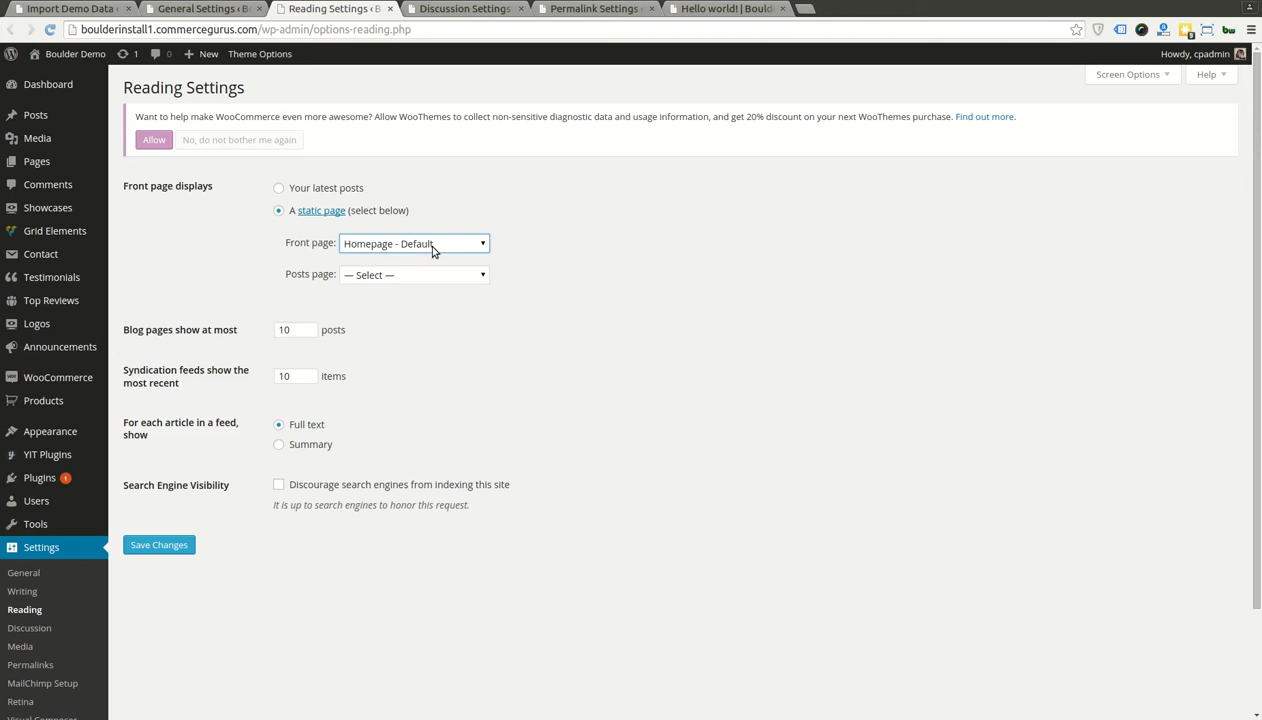 Import Demo Data ‹
General Settings ‹ B
Reading Settings ‹ B
Discussion Settings
Permalink Settings ‹
Hello world! | Bould
boulderinstall1.commercegurus.com/wp-admin/options-reading.php
Boulder Demo
1
0
New
Theme Options
Howdy, cpadmin
Screen Options
Help
Dashboard
Posts
Media
Pages
Comments
Showcases
Grid Elements
Contact
Testimonials
Top Reviews
Logos
Announcements
WooCommerce
Products
Appearance
YIT Plugins
Plugins 1
Users
Tools
Settings
General
Writing
Reading
Discussion
Media
Permalinks
MailChimp Setup
Retina
Visual Composer
Reading Settings
Want to help make WooCommerce even more awesome? Allow WooThemes to collect non-sensitive diagnostic data and usage information, and get 20% discount on your next WooThemes purchase. Find out more.
Allow
No, do not bother me again
Front page displays
Your latest posts
A static page (select below)
Front page: Homepage - Default
Posts page: — Select —
Blog pages show at most
10 posts
Syndication feeds show the
most recent
10 items
For each article in a feed,
show
Full text
Summary
Search Engine Visibility
Discourage search engines from indexing this site
It is up to search engines to honor this request.
Save Changes